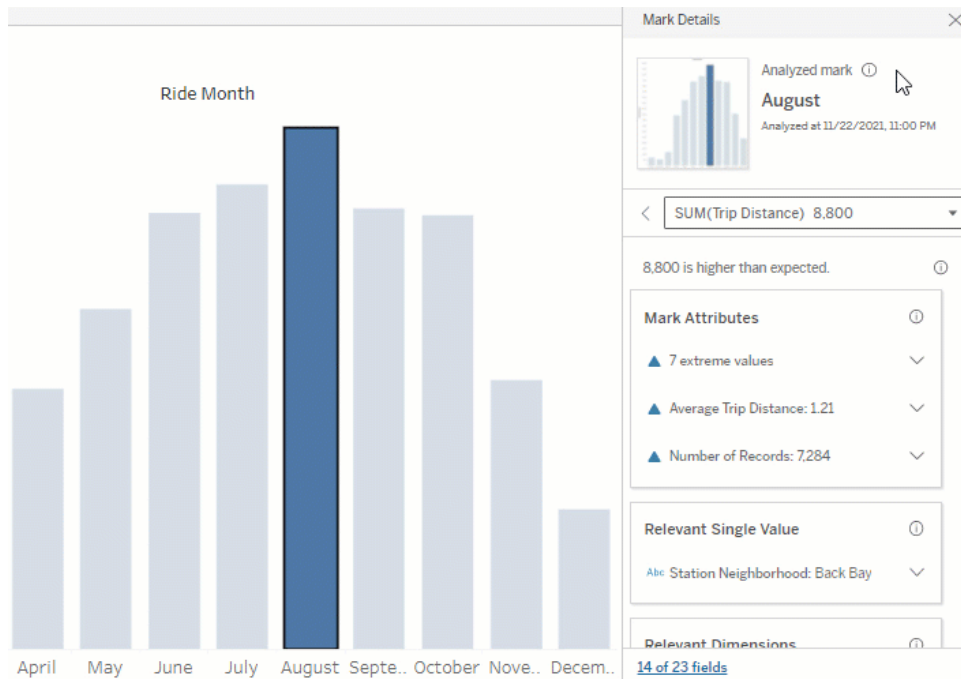 Ride Month
April May June July August Septe.. October Nove.. Decem..
Mark Details
Analyzed mark
August
Analyzed at 11/22/2021, 11:00 PM
SUM(Trip Distance) 8,800
8,800 is higher than expected.
Mark Attributes
7 extreme values
Average Trip Distance: 1.21
Number of Records: 7,284
Relevant Single Value
Abc Station Neighborhood: Back Bay
Relevant Dimensions
14 of 23 fields